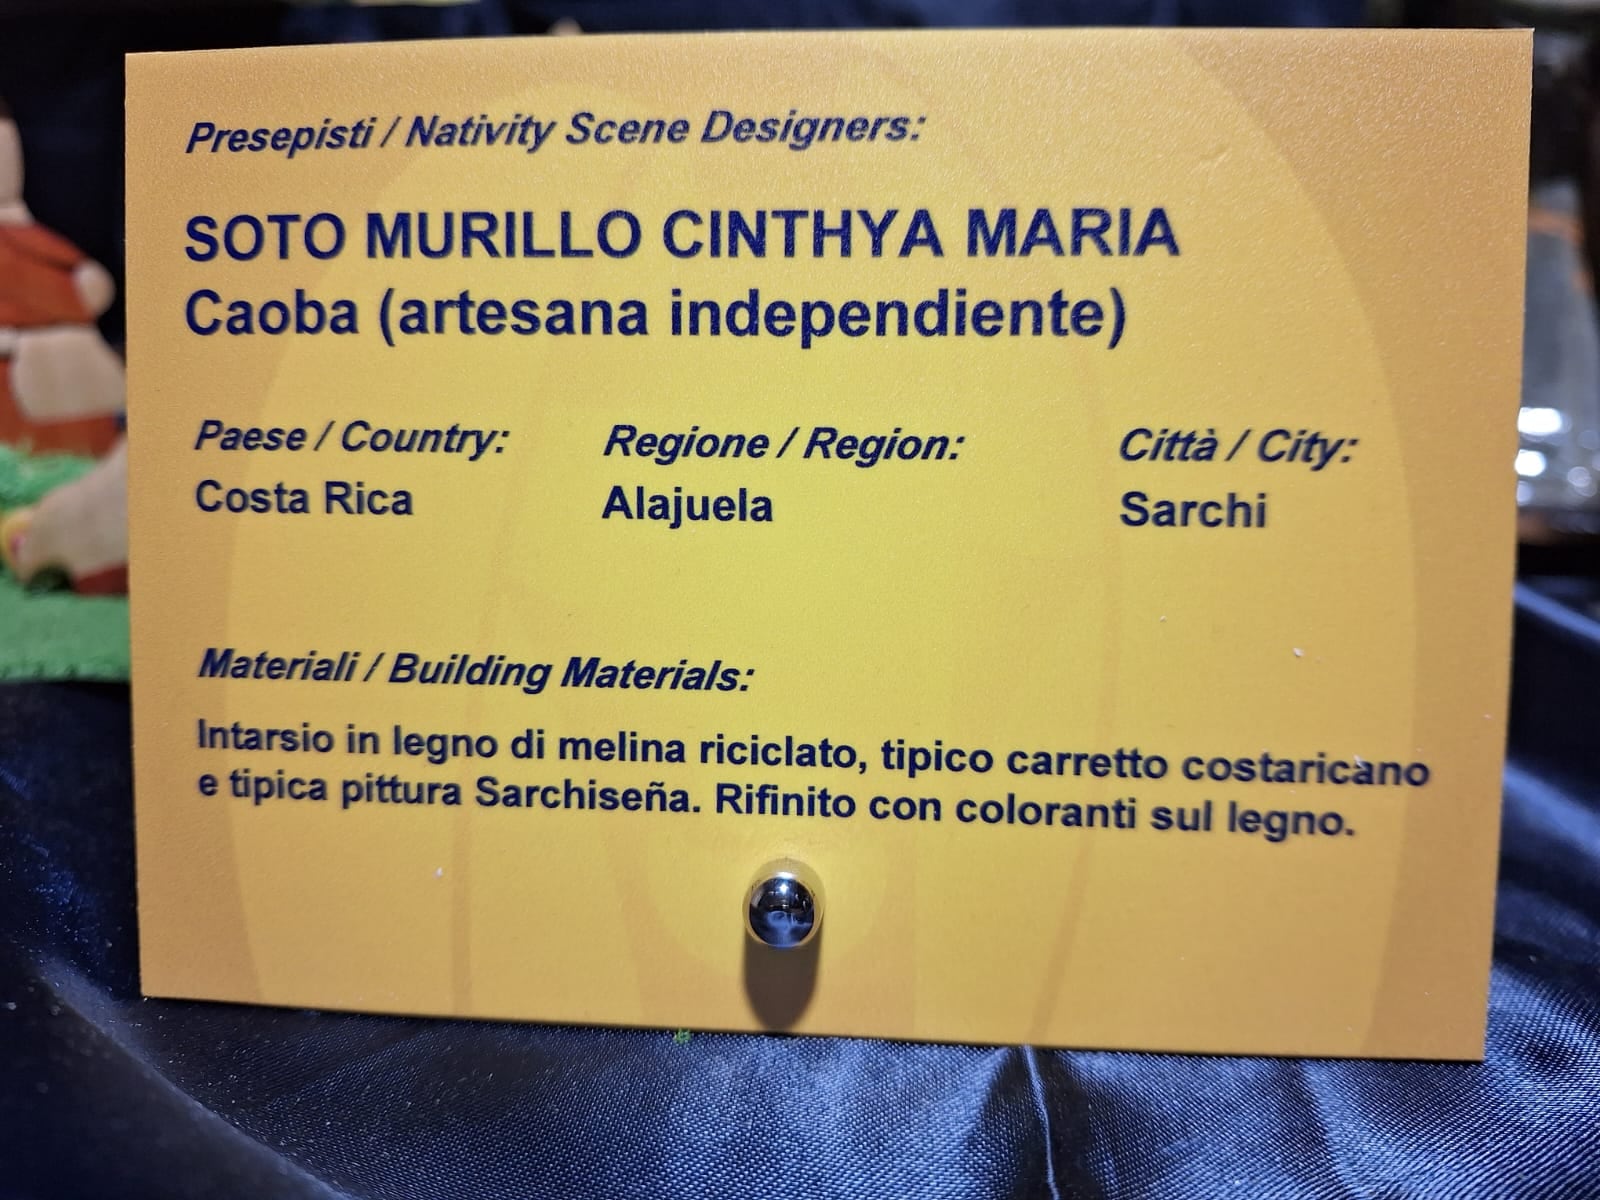 Presepisti / Nativity Scene Designers:
SOTO MURILLO CINTHYA MARIA
Caoba (artesana independiente)
Paese / Country: Regione / Region: Città / City:
Costa Rica Alajuela Sarchi
Materiali / Building Materials:
Intarsio in legno di melina riciclato, tipico carretto costaricano
e tipica pittura Sarchiseña. Rifinito con coloranti sul legno.